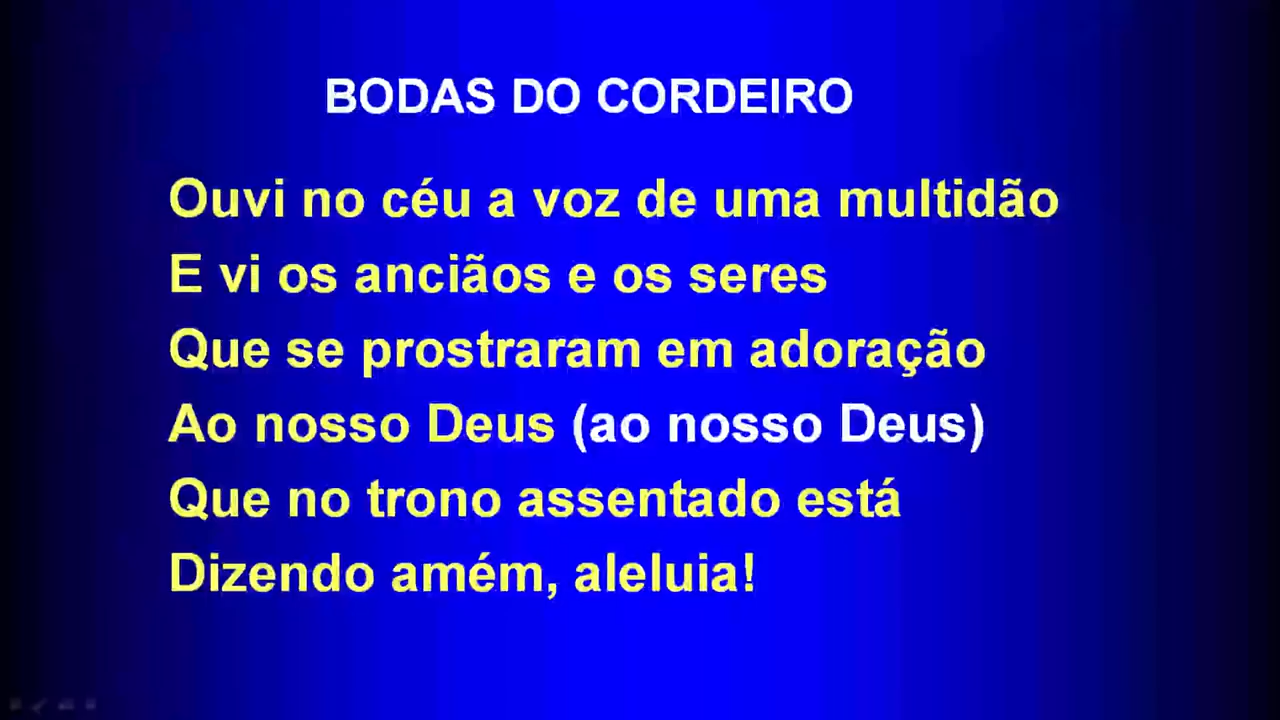 BODAS DO CORDEIRO
Ouvi no céu a voz de uma multidão
E vi os anciãos e os seres
Que se prostraram em adoração
Ao nosso Deus (ao nosso Deus)
Que no trono assentado está
Dizendo amém, aleluia!